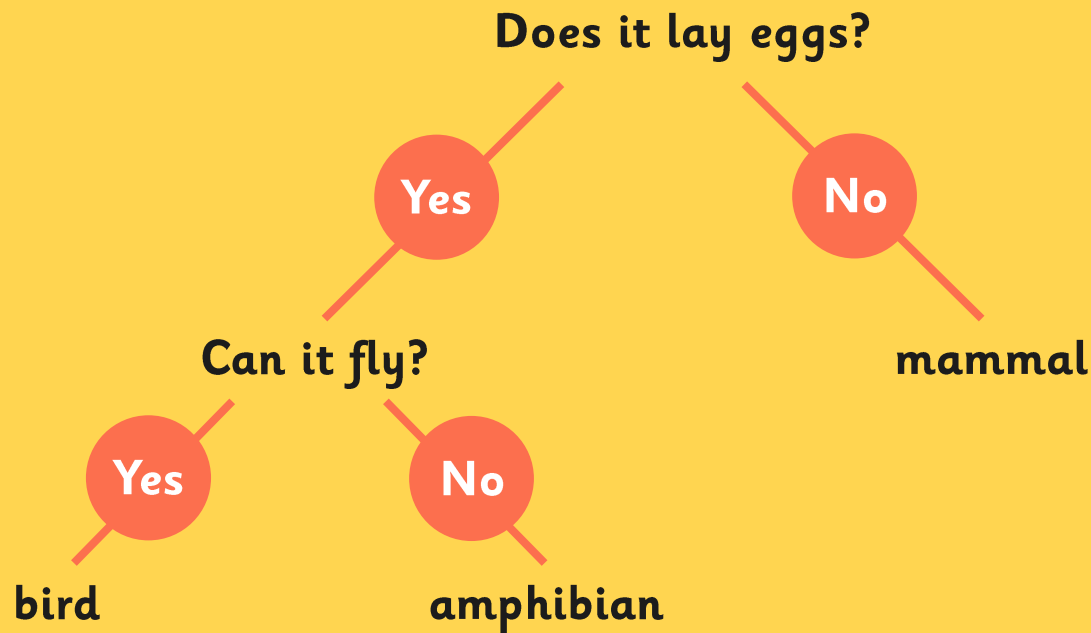 Does it lay eggs?
Yes
No
Can it fly?
mammal
Yes
No
bird
amphibian